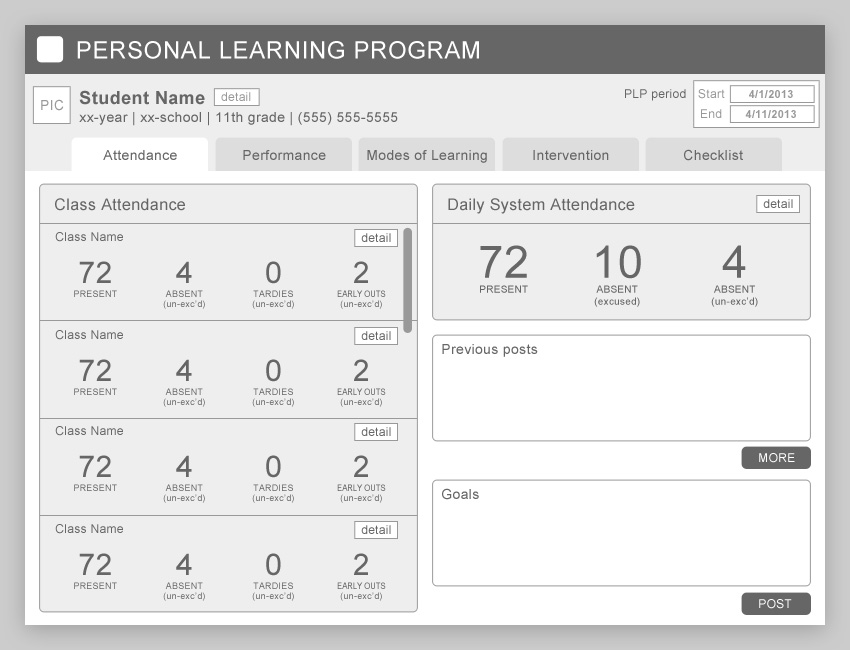 PERSONAL LEARNING PROGRAM
PIC
Student Name detail
xx-year | xx-school | 11th grade | (555) 555-5555
PLP period
Start 4/1/2013
End 4/11/2013
Attendance Performance Modes of Learning Intervention Checklist
Class Attendance
Class Name detail
72 4 0 2
PRESENT ABSENT TARDIES EARLY OUTS
(un-exc'd) (un-exc'd) (un-exc'd)
Class Name detail
72 4 0 2
PRESENT ABSENT TARDIES EARLY OUTS
(un-exc'd) (un-exc'd) (un-exc'd)
Class Name detail
72 4 0 2
PRESENT ABSENT TARDIES EARLY OUTS
(un-exc'd) (un-exc'd) (un-exc'd)
Class Name detail
72 4 0 2
PRESENT ABSENT TARDIES EARLY OUTS
(un-exc'd) (un-exc'd) (un-exc'd)
Daily System Attendance detail
72 10 4
PRESENT ABSENT ABSENT
(excused) (un-exc'd)
Previous posts
MORE
Goals
POST